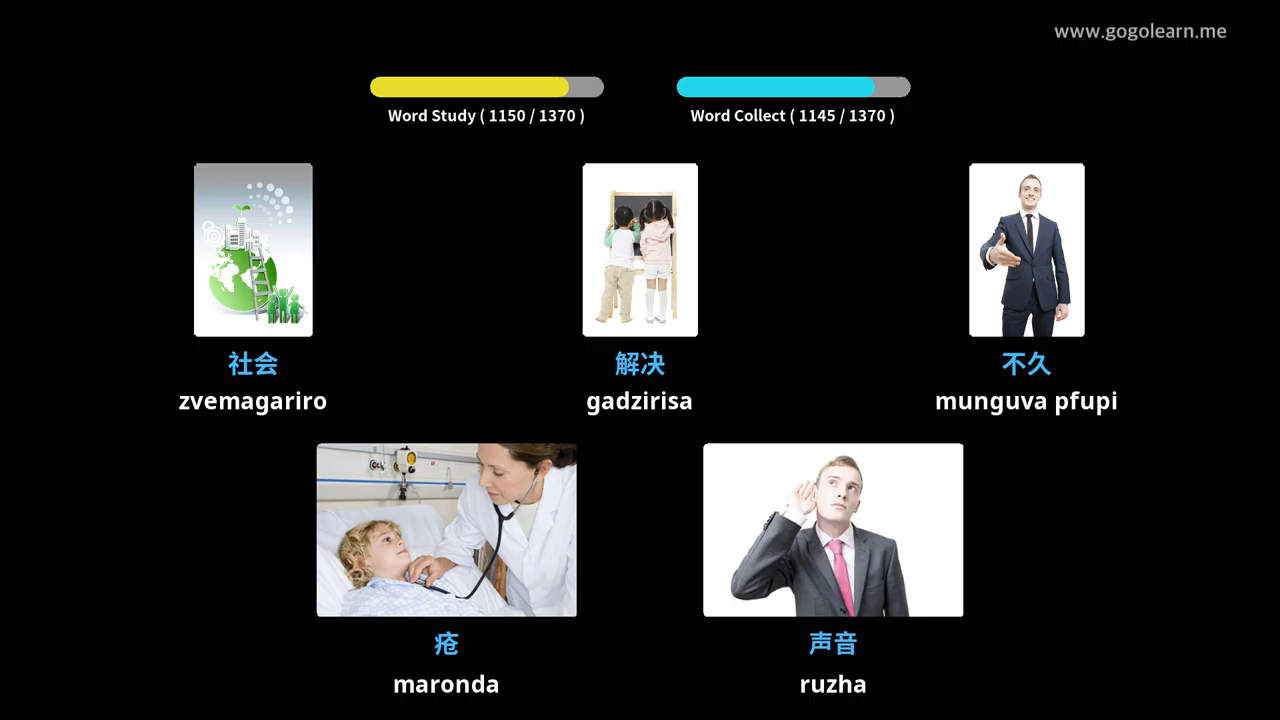 www.gogolearn.me
Word Study ( 1150 / 1370 )
Word Collect ( 1145 / 1370 )
社会
zvemagariro
解决
gadzirisa
不久
munguva pfupi
疮
maronda
声音
ruzha